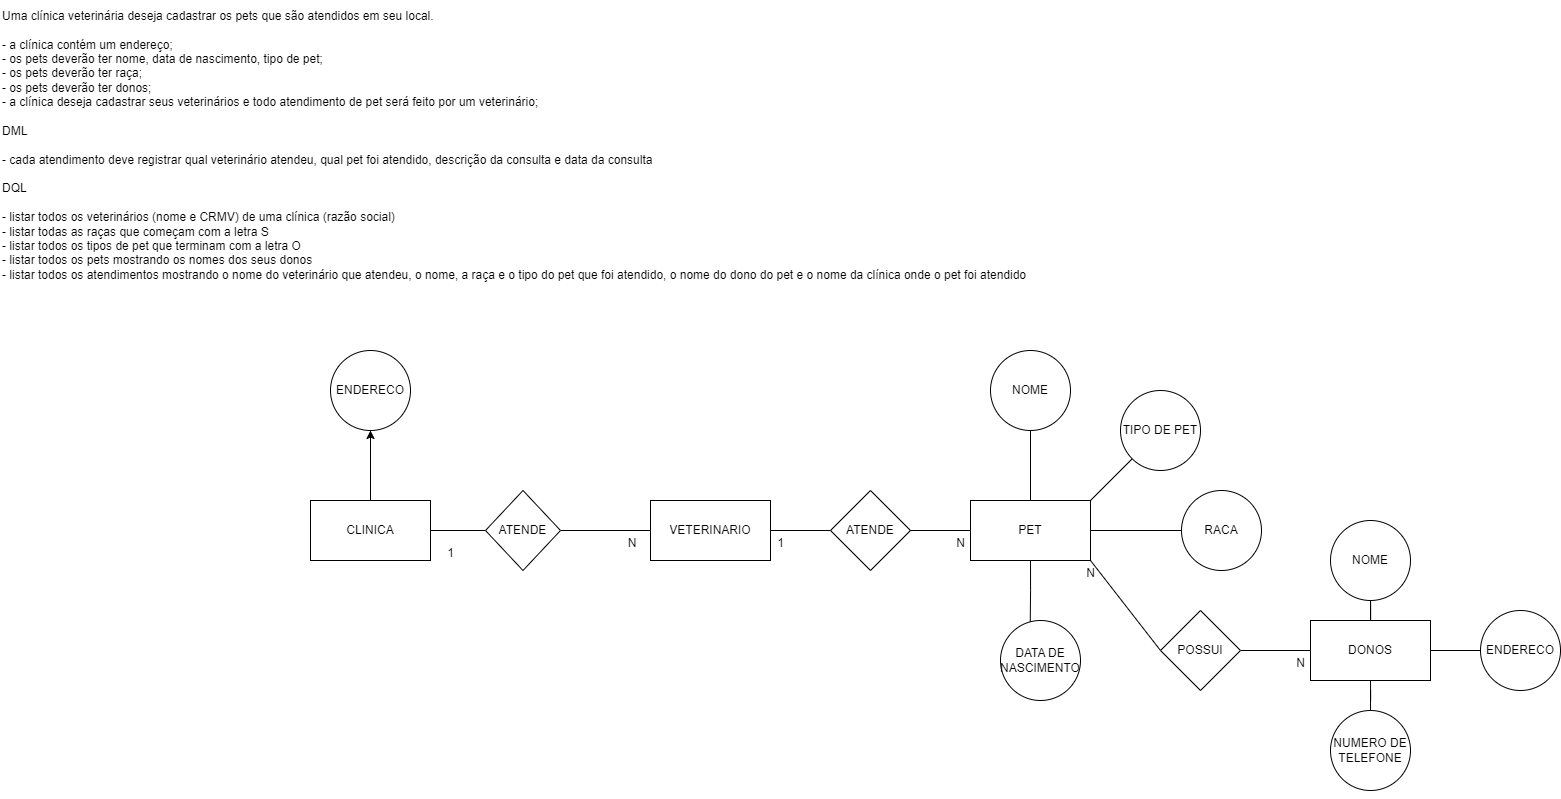 Uma clínica veterinária deseja cadastrar os pets que são atendidos em seu local.
- a clínica contém um endereço;
- os pets deverão ter nome, data de nascimento, tipo de pet;
- os pets deverão ter raça;
- os pets deverão ter donos;
- a clínica deseja cadastrar seus veterinários e todo atendimento de pet será feito por um veterinário;
DML
- cada atendimento deve registrar qual veterinário atendeu, qual pet foi atendido, descrição da consulta e data da consulta
DQL
- listar todos os veterinários (nome e CRMV) de uma clínica (razão social)
- listar todas as raças que começam com a letra S
- listar todos os tipos de pet que terminam com a letra O
- listar todos os pets mostrando os nomes dos seus donos
- listar todos os atendimentos mostrando o nome do veterinário que atendeu, o nome, a raça e o tipo do pet que foi atendido, o nome do dono do pet e o nome da clínica onde o pet foi atendido
ENDERECO
NOME
TIPO DE PET
CLINICA
ATENDE
VETERINARIO
ATENDE
PET
RACA
1
N
1
N
N
NOME
DATA DE
NASCIMENTO
POSSUI
N
DONOS
ENDERECO
NUMERO DE
TELEFONE